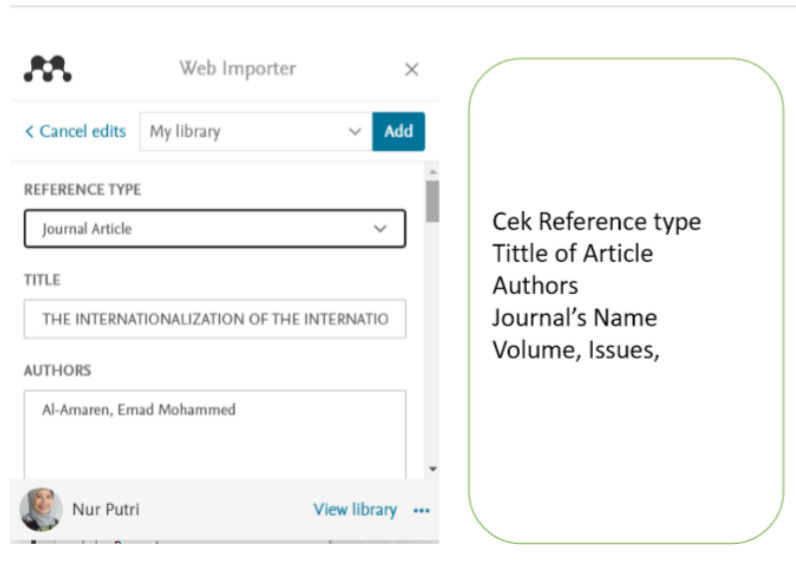 Web Importer
Cancel edits
My library
Add
REFERENCE TYPE
Journal Article
TITLE
THE INTERNATIONALIZATION OF THE INTERNATIO
AUTHORS
Al-Amaren, Emad Mohammed
Nur Putri
View library
Cek Reference type
Tittle of Article
Authors
Journal's Name
Volume, Issues,